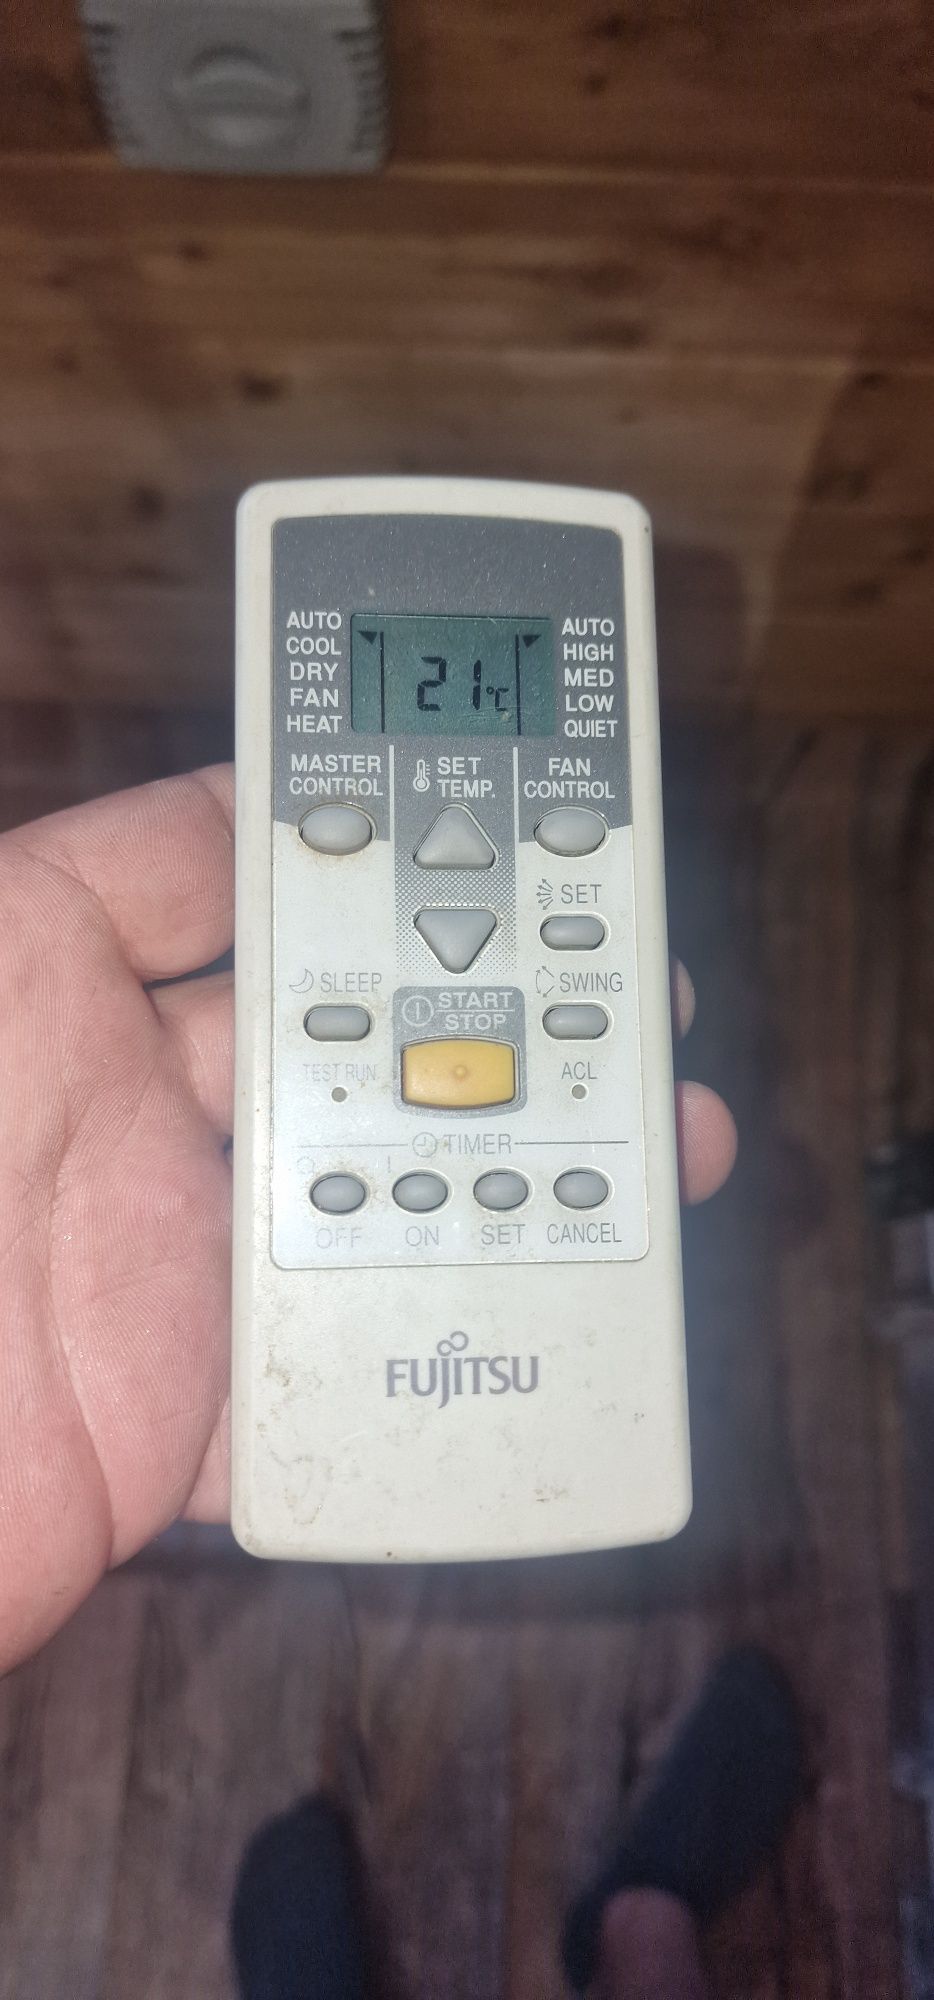 AUTO
COOL
DRY
FAN
HEAT
21°C
AUTO
HIGH
MED
LOW
QUIET
MASTER
CONTROL
SET
TEMP.
FAN
CONTROL
SET
SLEEP
SWING
START
STOP
TEST RUN
ACL
TIMER
OFF
ON
SET
CANCEL
FUJITSU